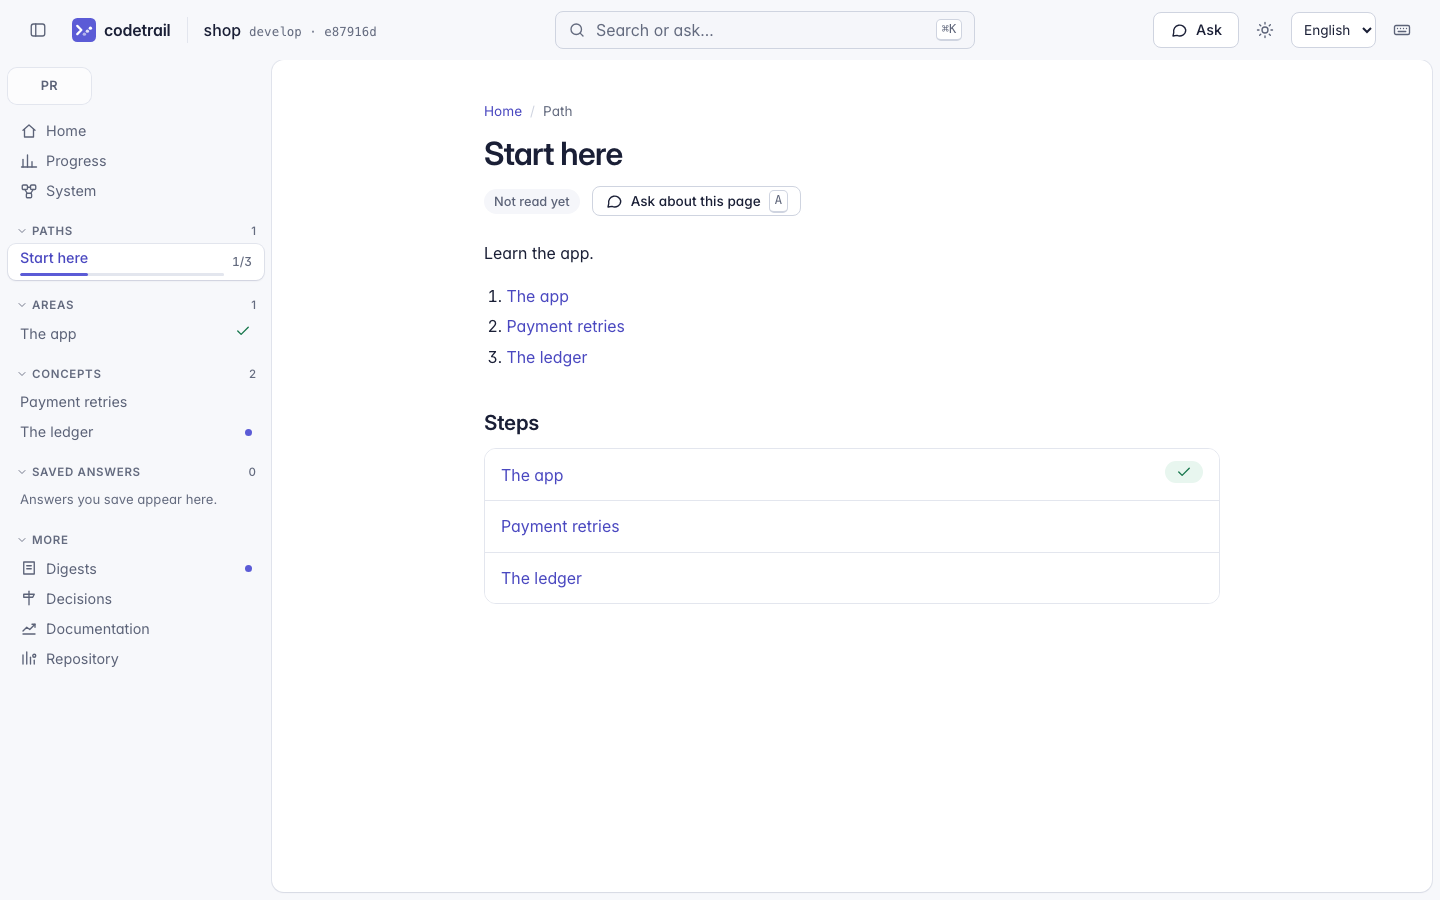 codetrail
shop develop · e87916d
Search or ask...
⌘K
Ask
English
PR
Home
Progress
System
PATHS 1
Start here 1/3
AREAS 1
The app
CONCEPTS 2
Payment retries
The ledger
SAVED ANSWERS 0
Answers you save appear here.
MORE
Digests
Decisions
Documentation
Repository
Home / Path
Start here
Not read yet
Ask about this page A
Learn the app.
1. The app
2. Payment retries
3. The ledger
Steps
The app
Payment retries
The ledger